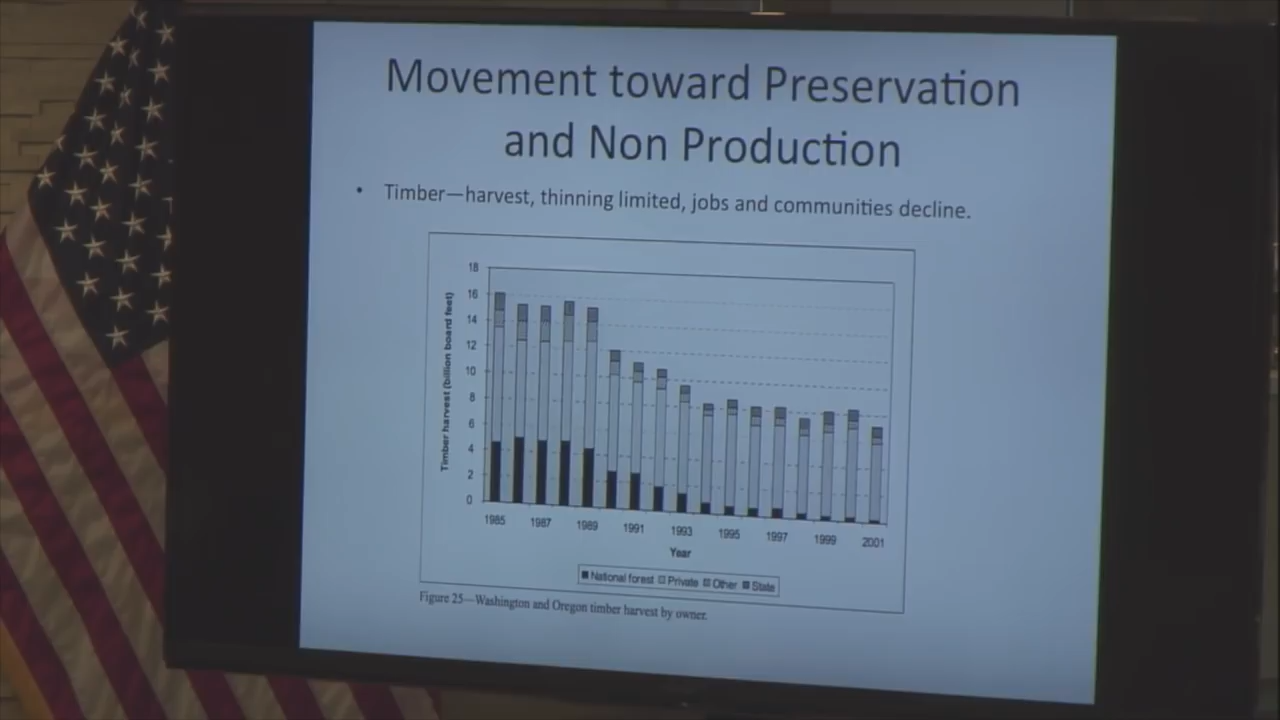 Movement toward Preservation
and Non Production
• Timber—harvest, thinning limited, jobs and communities decline.
Timber harvest (billion board feet)
18
16
14
12
10
8
6
4
2
0
1985 1987 1989 1991 1993 1995 1997 1999 2001
Year
National forest Private Other State
Figure 25—Washington and Oregon timber harvest by owner.